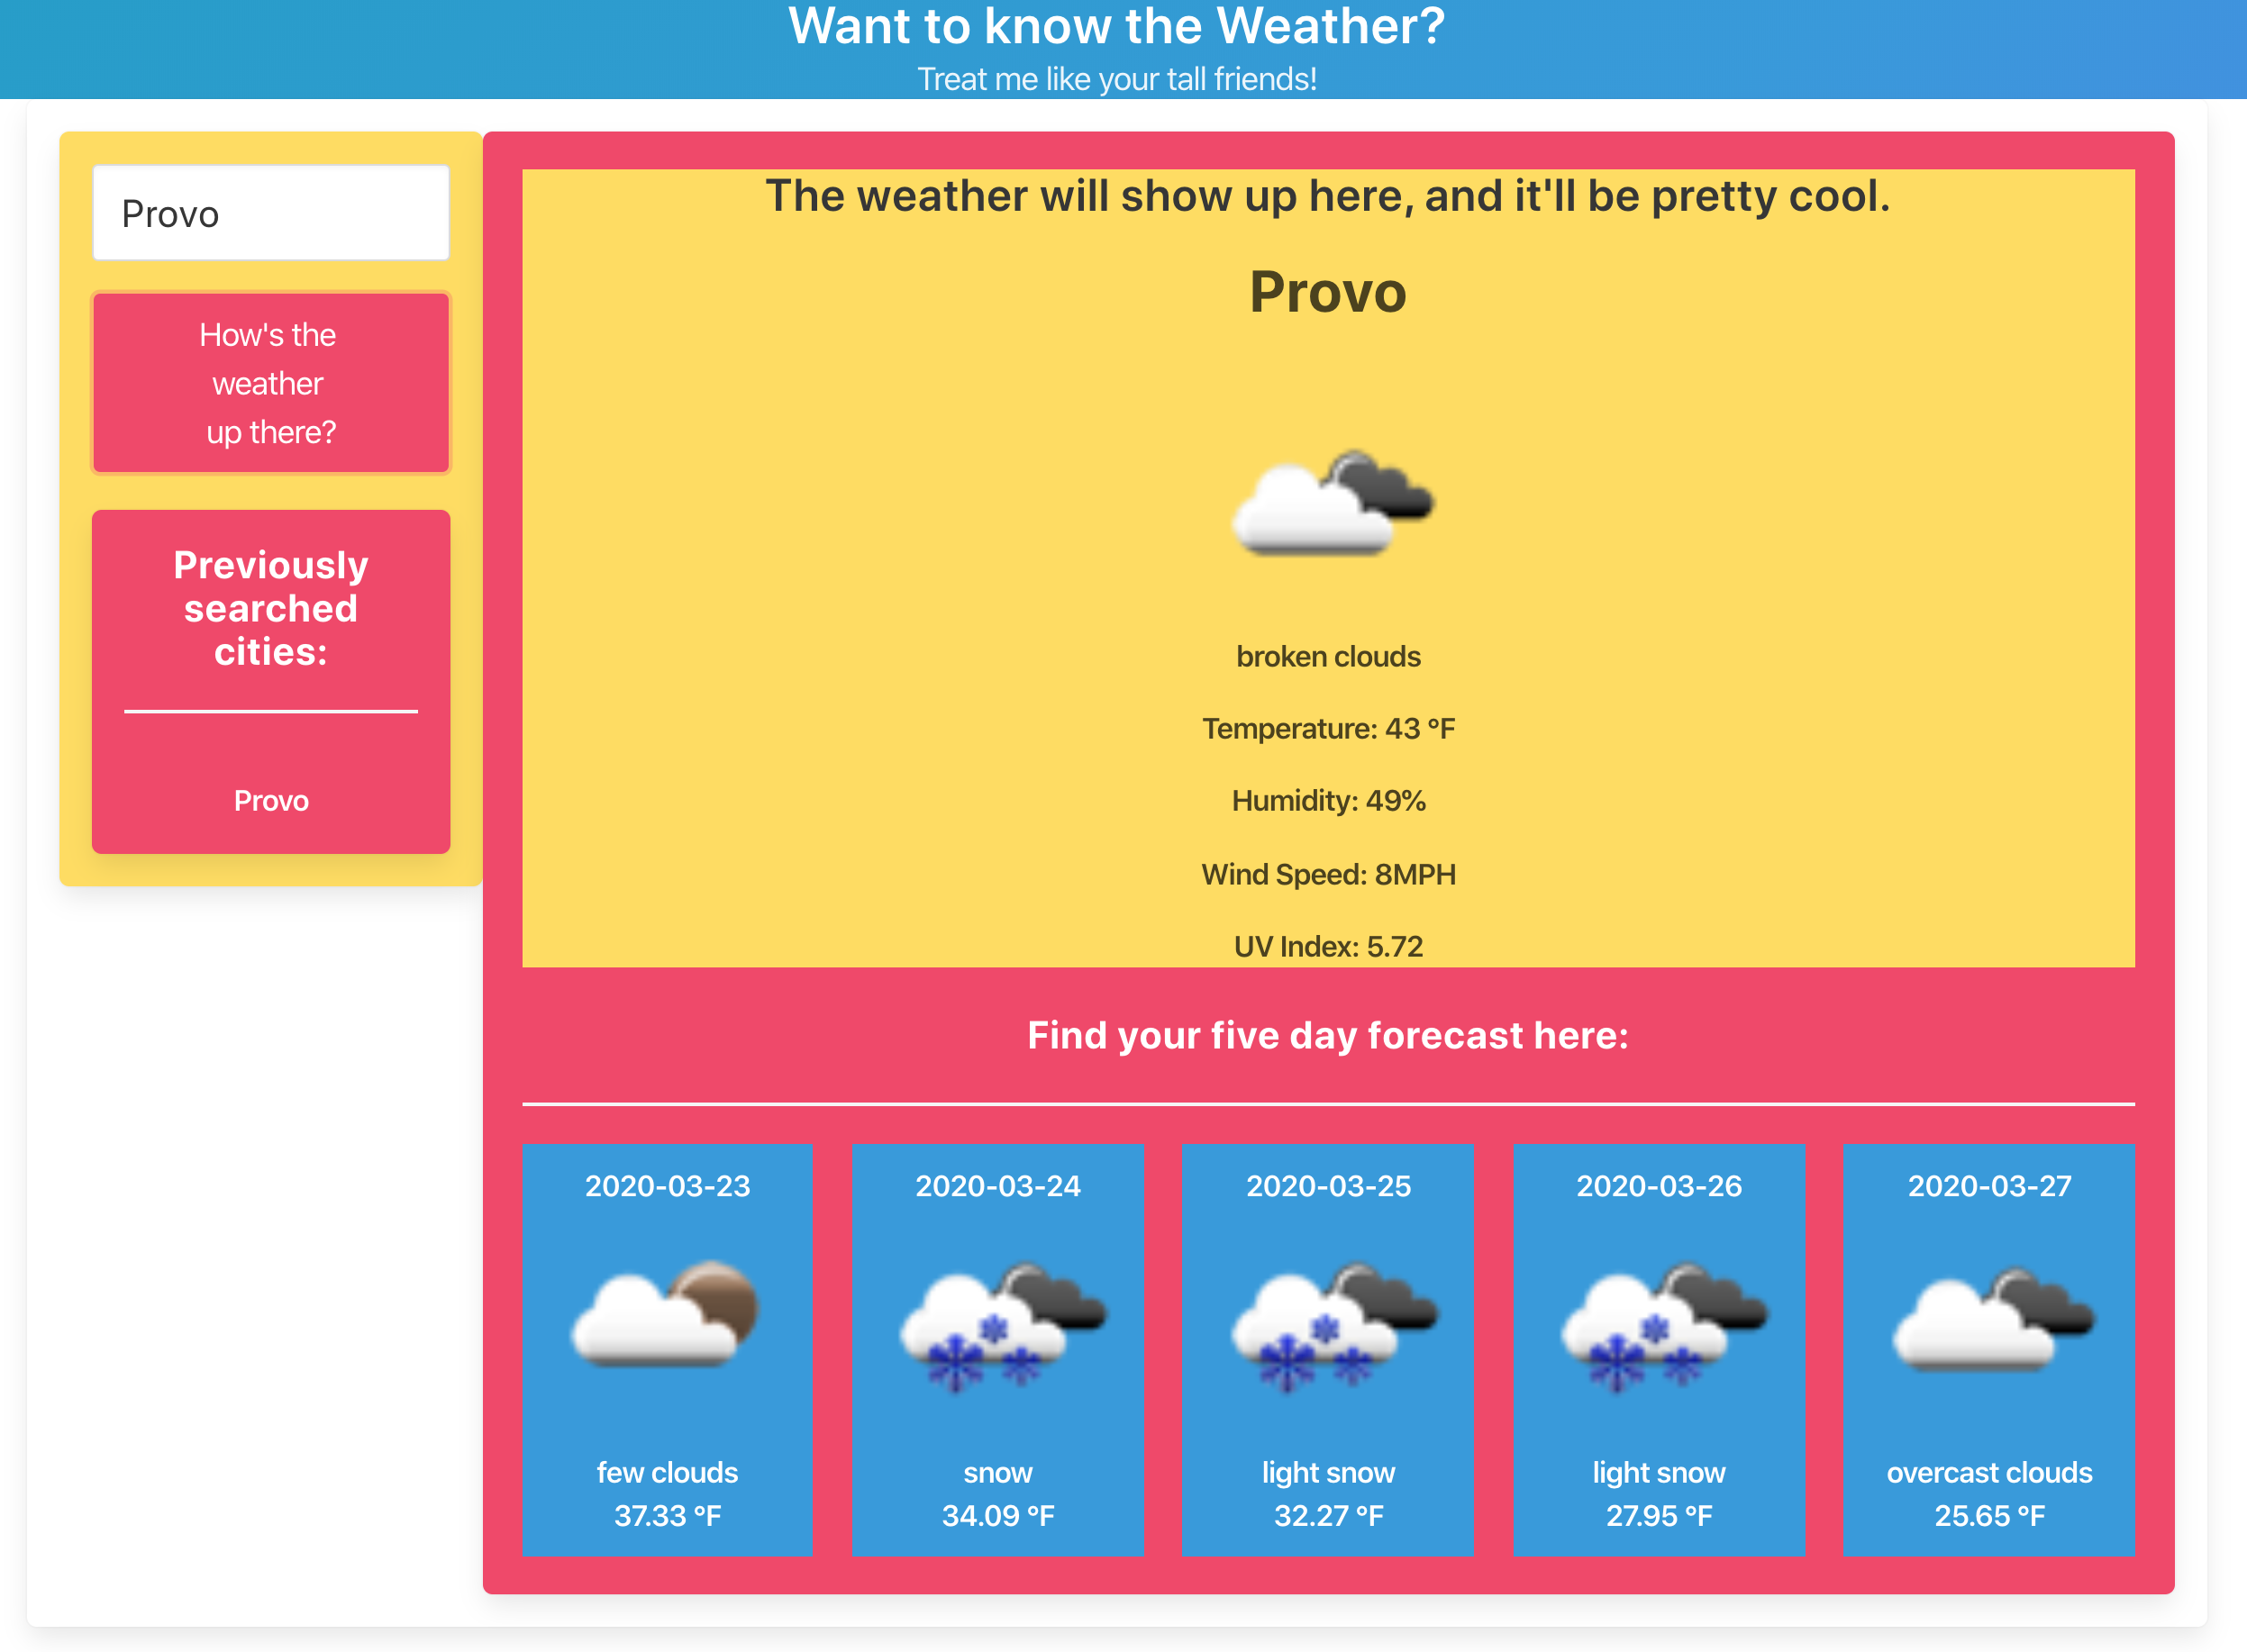 Want to know the Weather?
Treat me like your tall friends!
Provo
How's the
weather
up there?
Previously
searched
cities:
Provo
The weather will show up here, and it'll be pretty cool.
Provo
broken clouds
Temperature: 43 °F
Humidity: 49%
Wind Speed: 8MPH
UV Index: 5.72
Find your five day forecast here:
2020-03-23
few clouds
37.33 °F
2020-03-24
snow
34.09 °F
2020-03-25
light snow
32.27 °F
2020-03-26
light snow
27.95 °F
2020-03-27
overcast clouds
25.65 °F